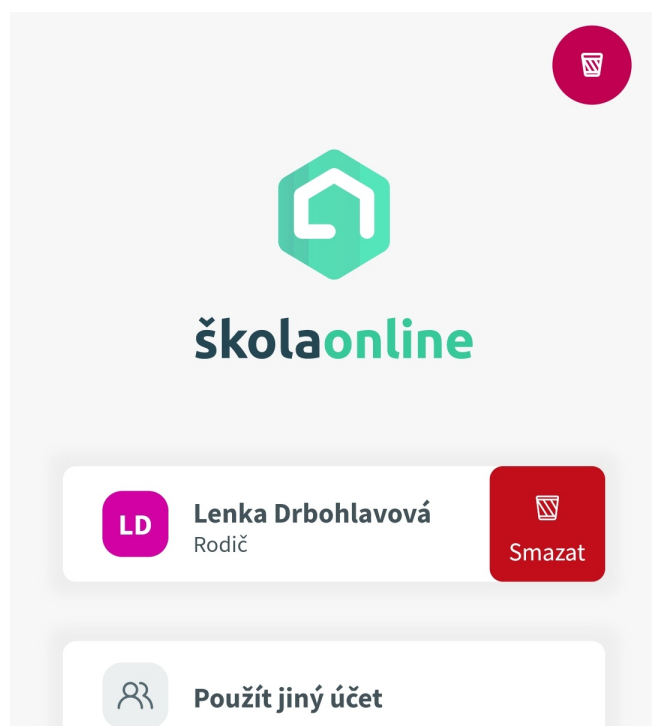 školaonline
LD
Lenka Drbohlavová
Rodič
Smazat
Použít jiný účet